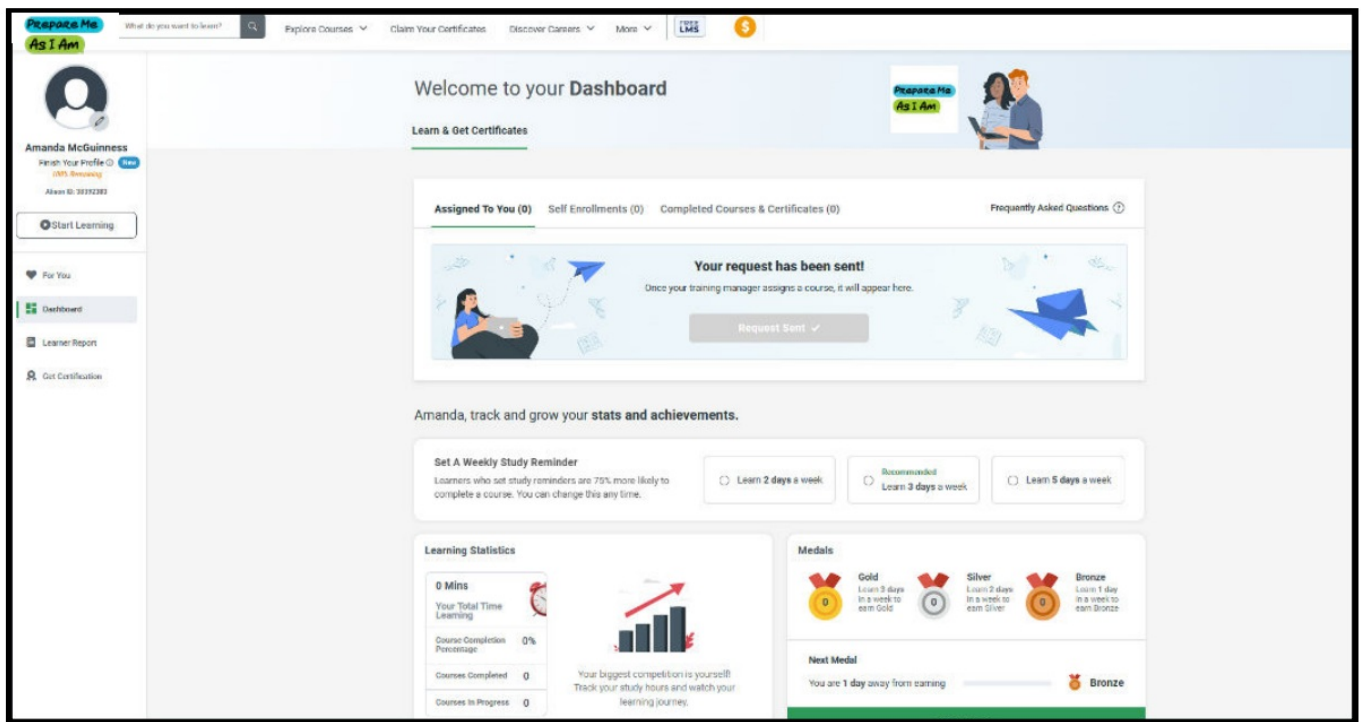 Prepare Me
As I Am
What do you want to learn?
Explore Courses
Claim Your Certificates
Discover Careers
More
FREE
LMS
$
Welcome to your Dashboard
Prepare Me
As I Am
Learn & Get Certificates
Amanda McGuinness
Finish Your Profile
New
100% Remaining
Start Learning
For You
Dashboard
Learner Report
Get Certification
Assigned To You (0)
Self Enrollments (0)
Completed Courses & Certificates (0)
Frequently Asked Questions
Your request has been sent!
Once your training manager assigns a course, it will appear here.
Request Sent
Amanda, track and grow your stats and achievements.
Set A Weekly Study Reminder
Learners who set study reminders are 75% more likely to
complete a course. You can change this any time.
Learn 2 days a week
Recommended
Learn 3 days a week
Learn 5 days a week
Learning Statistics
0 Mins
Your Total Time
Learning
Course Completion
Percentage
0%
Courses Completed
0
Courses In Progress
0
Your biggest competition is yourself!
Track your study hours and watch your
learning journey.
Medals
0
Gold
Learn 3 days
in a week to
earn Gold
0
Silver
Learn 2 days
in a week to
earn Silver
0
Bronze
Learn 1 day
in a week to
earn Bronze
Next Medal
You are 1 day away from earning
Bronze